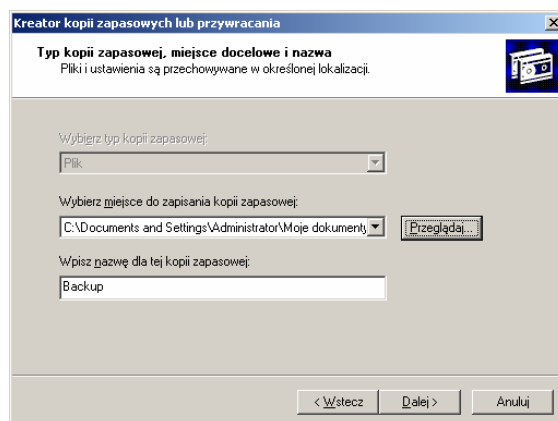 Kreator kopii zapasowych lub przywracania
Typ kopii zapasowej, miejsce docelowe i nazwa
Pliki i ustawienia są przechowywane w określonej lokalizacji.
Wybierz typ kopii zapasowej:
Plik
Wybierz miejsce do zapisania kopii zapasowej:
C:\Documents and Settings\Administrator\Moje dokumenty
Przeglądaj...
Wpisz nazwę dla tej kopii zapasowej:
Backup
< Wstecz Dalej > Anuluj